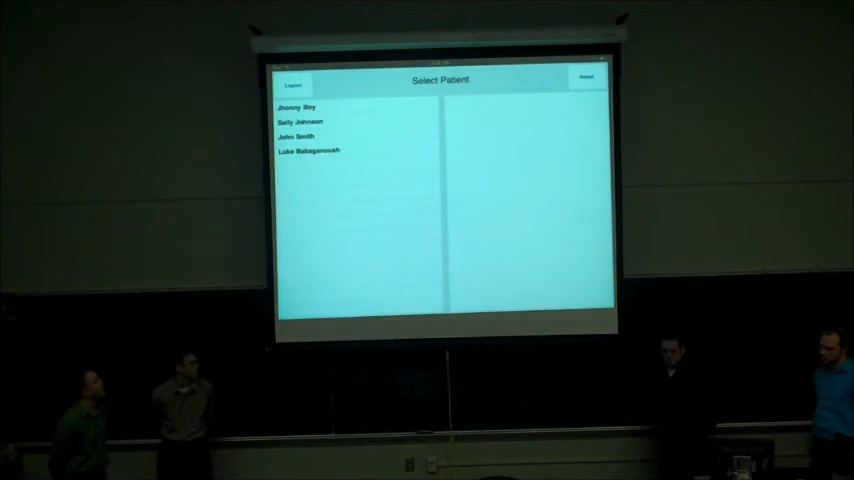 Select Patient
Logout
Select
Jhonny Boy
Sally Johnson
John Smith
Luke Babaganoush